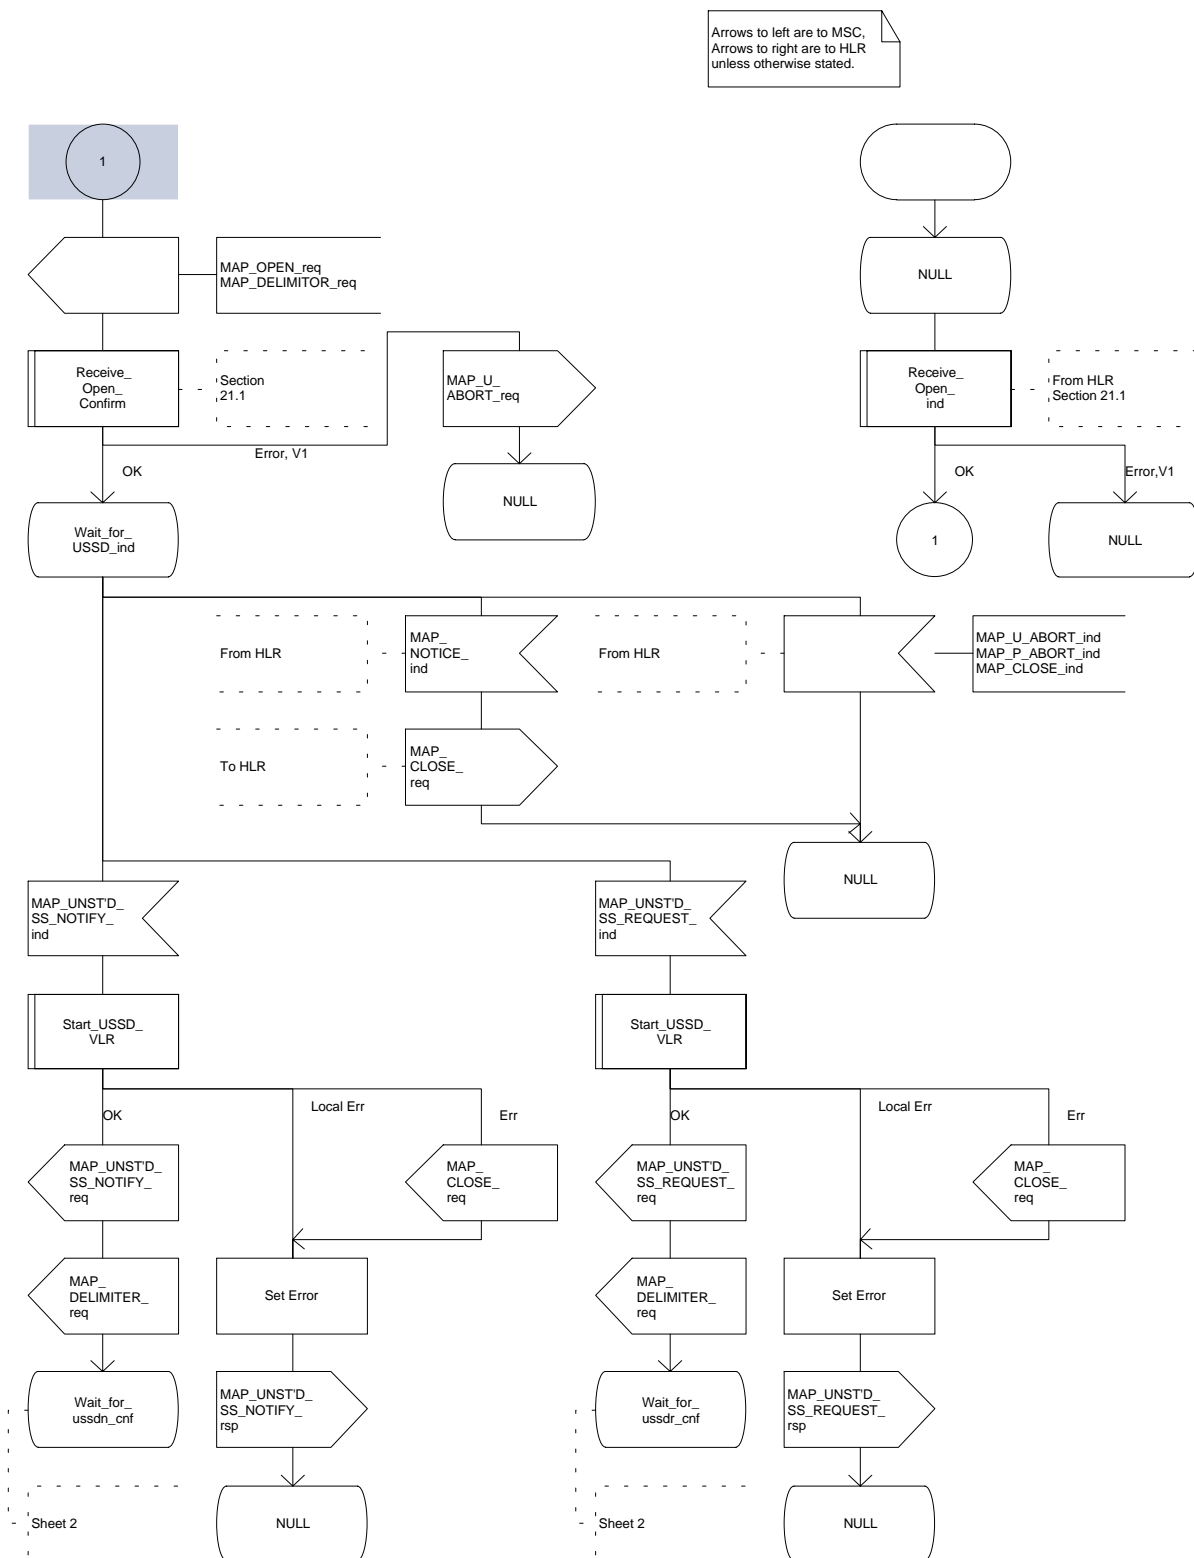 Arrows to left are to MSC,
Arrows to right are to HLR
unless otherwise stated.
1
MAP_OPEN_req
MAP_DELIMITOR_req
NULL
Receive_
Open_
Confirm
Section
21.1
MAP_U_
ABORT_req
Receive_
Open_
ind
From HLR
Section 21.1
Error, V1
OK
OK
Error,V1
NULL
Wait_for_
USSD_ind
1
NULL
From HLR
MAP_
NOTICE_
ind
From HLR
MAP_U_ABORT_ind
MAP_P_ABORT_ind
MAP_CLOSE_ind
To HLR
MAP_
CLOSE_
req
NULL
MAP_UNST'D_
SS_NOTIFY_
ind
MAP_UNST'D_
SS_REQUEST_
ind
Start_USSD_
VLR
Start_USSD_
VLR
OK
Local Err
Err
OK
Local Err
Err
MAP_UNST'D_
SS_NOTIFY_
req
MAP_
CLOSE_
req
MAP_UNST'D_
SS_REQUEST_
req
MAP_
CLOSE_
req
MAP_
DELIMITER_
req
Set Error
MAP_
DELIMITER_
req
Set Error
Wait_for_
ussdn_cnf
MAP_UNST'D_
SS_NOTIFY_
rsp
Wait_for_
ussdr_cnf
MAP_UNST'D_
SS_REQUEST_
rsp
Sheet 2
NULL
Sheet 2
NULL